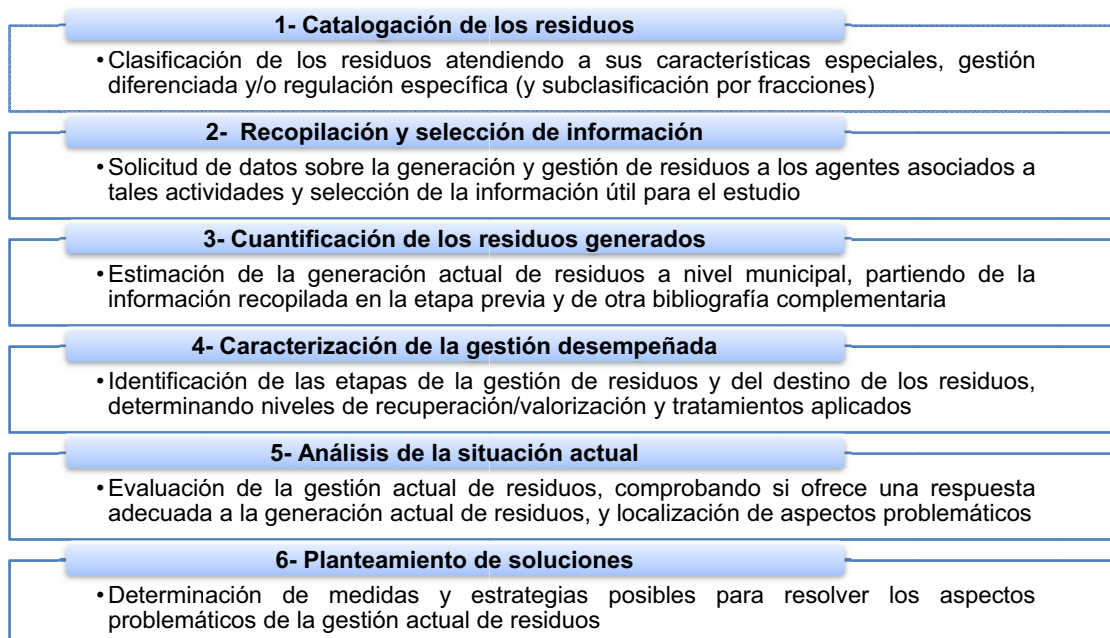 1- Catalogación de los residuos
•Clasificación de los residuos atendiendo a sus características especiales, gestión
diferenciada y/o regulación específica (y subclasificación por fracciones)
2- Recopilación y selección de información
•Solicitud de datos sobre la generación y gestión de residuos a los agentes asociados a
tales actividades y selección de la información útil para el estudio
3- Cuantificación de los residuos generados
•Estimación de la generación actual de residuos a nivel municipal, partiendo de la
información recopilada en la etapa previa y de otra bibliografía complementaria
4- Caracterización de la gestión desempeñada
•Identificación de las etapas de la gestión de residuos y del destino de los residuos,
determinando niveles de recuperación/valorización y tratamientos aplicados
5- Análisis de la situación actual
•Evaluación de la gestión actual de residuos, comprobando si ofrece una respuesta
adecuada a la generación actual de residuos, y localización de aspectos problemáticos
6- Planteamiento de soluciones
•Determinación de medidas y estrategias posibles para resolver los aspectos
problemáticos de la gestión actual de residuos